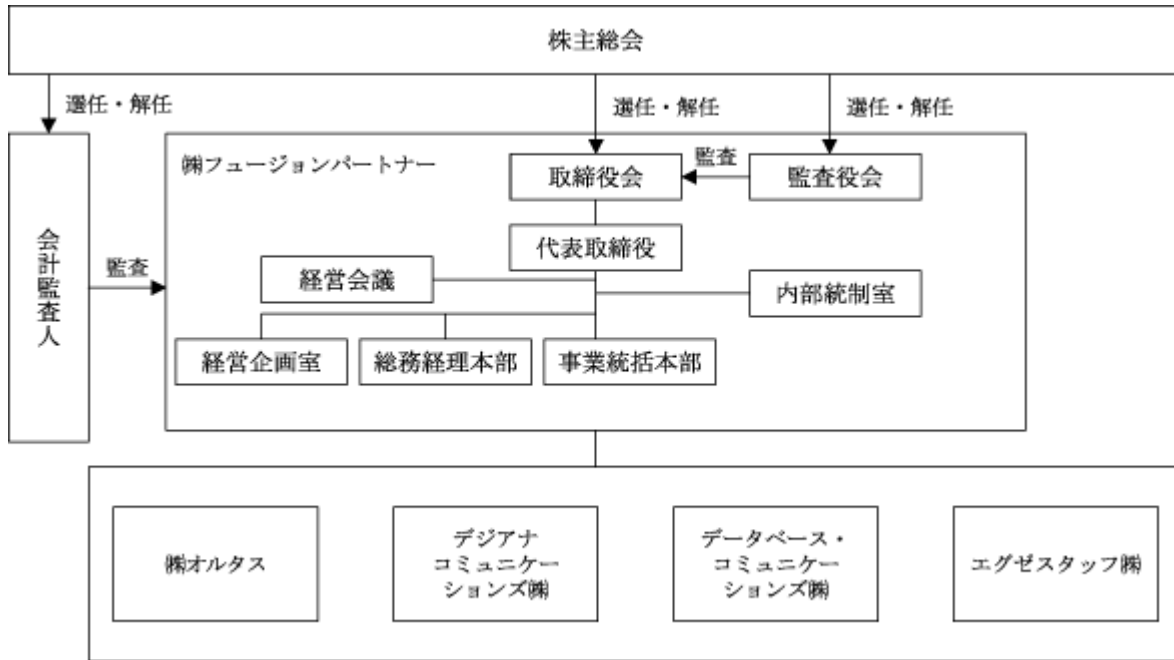 株主総会
選任・解任
選任・解任
選任・解任
㈱フュージョンパートナー
取締役会
監査
監査役会
会計監査人
監査
代表取締役
経営会議
内部統制室
経営企画室
総務経理本部
事業統括本部
㈱オルタス
デジアナ
コミュニケー
ションズ㈱
データベース・
コミュニケー
ションズ㈱
エグゼスタッフ㈱